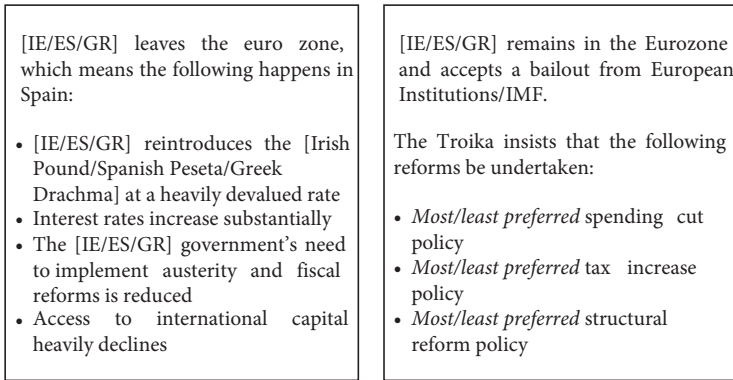 [IE/ES/GR] leaves the euro zone,
which means the following happens in
Spain:
• [IE/ES/GR] reintroduces the [Irish
Pound/Spanish Peseta/Greek
Drachma] at a heavily devalued rate
• Interest rates increase substantially
• The [IE/ES/GR] government's need
to implement austerity and fiscal
reforms is reduced
• Access to international capital
heavily declines
[IE/ES/GR] remains in the Eurozone
and accepts a bailout from European
Institutions/IMF.
The Troika insists that the following
reforms be undertaken:
• Most/least preferred spending cut
policy
• Most/least preferred tax increase
policy
• Most/least preferred structural
reform policy